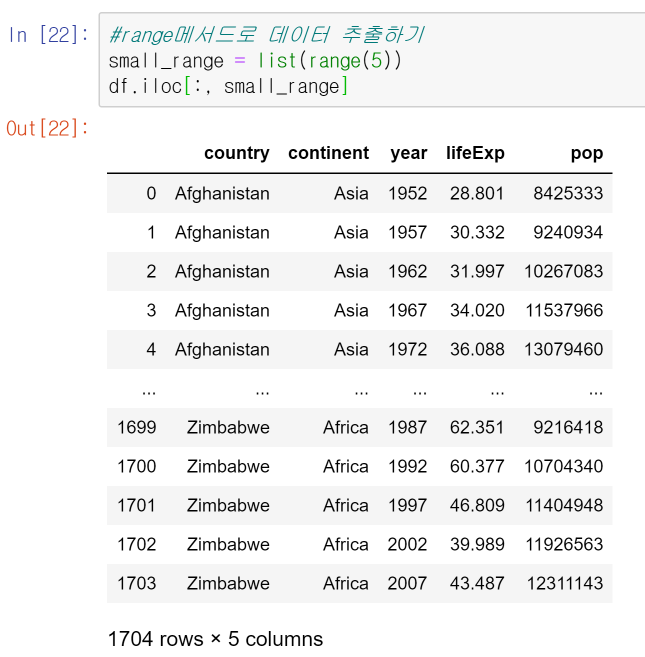 In [22]: #range메서드로 데이터 추출하기
small_range = list(range(5))
df.iloc[:, small_range]
Out[22]:
country continent year lifeExp pop
0 Afghanistan Asia 1952 28.801 8425333
1 Afghanistan Asia 1957 30.332 9240934
2 Afghanistan Asia 1962 31.997 10267083
3 Afghanistan Asia 1967 34.020 11537966
4 Afghanistan Asia 1972 36.088 13079460
... ... ... ... ... ...
1699 Zimbabwe Africa 1987 62.351 9216418
1700 Zimbabwe Africa 1992 60.377 10704340
1701 Zimbabwe Africa 1997 46.809 11404948
1702 Zimbabwe Africa 2002 39.989 11926563
1703 Zimbabwe Africa 2007 43.487 12311143
1704 rows × 5 columns